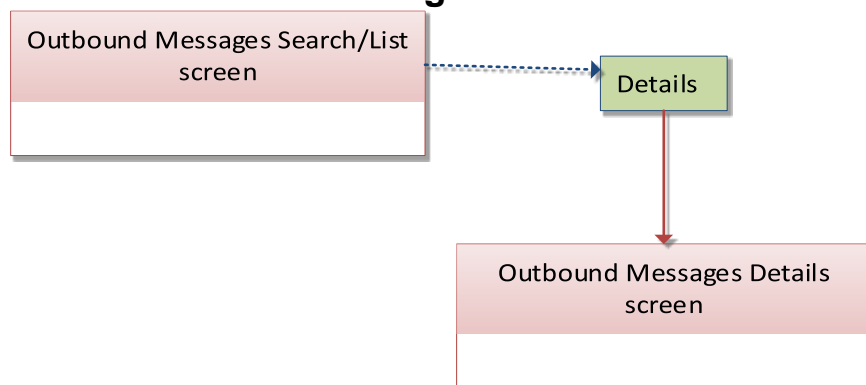 Outbound Messages Search/List
screen
Details
Outbound Messages Details
screen